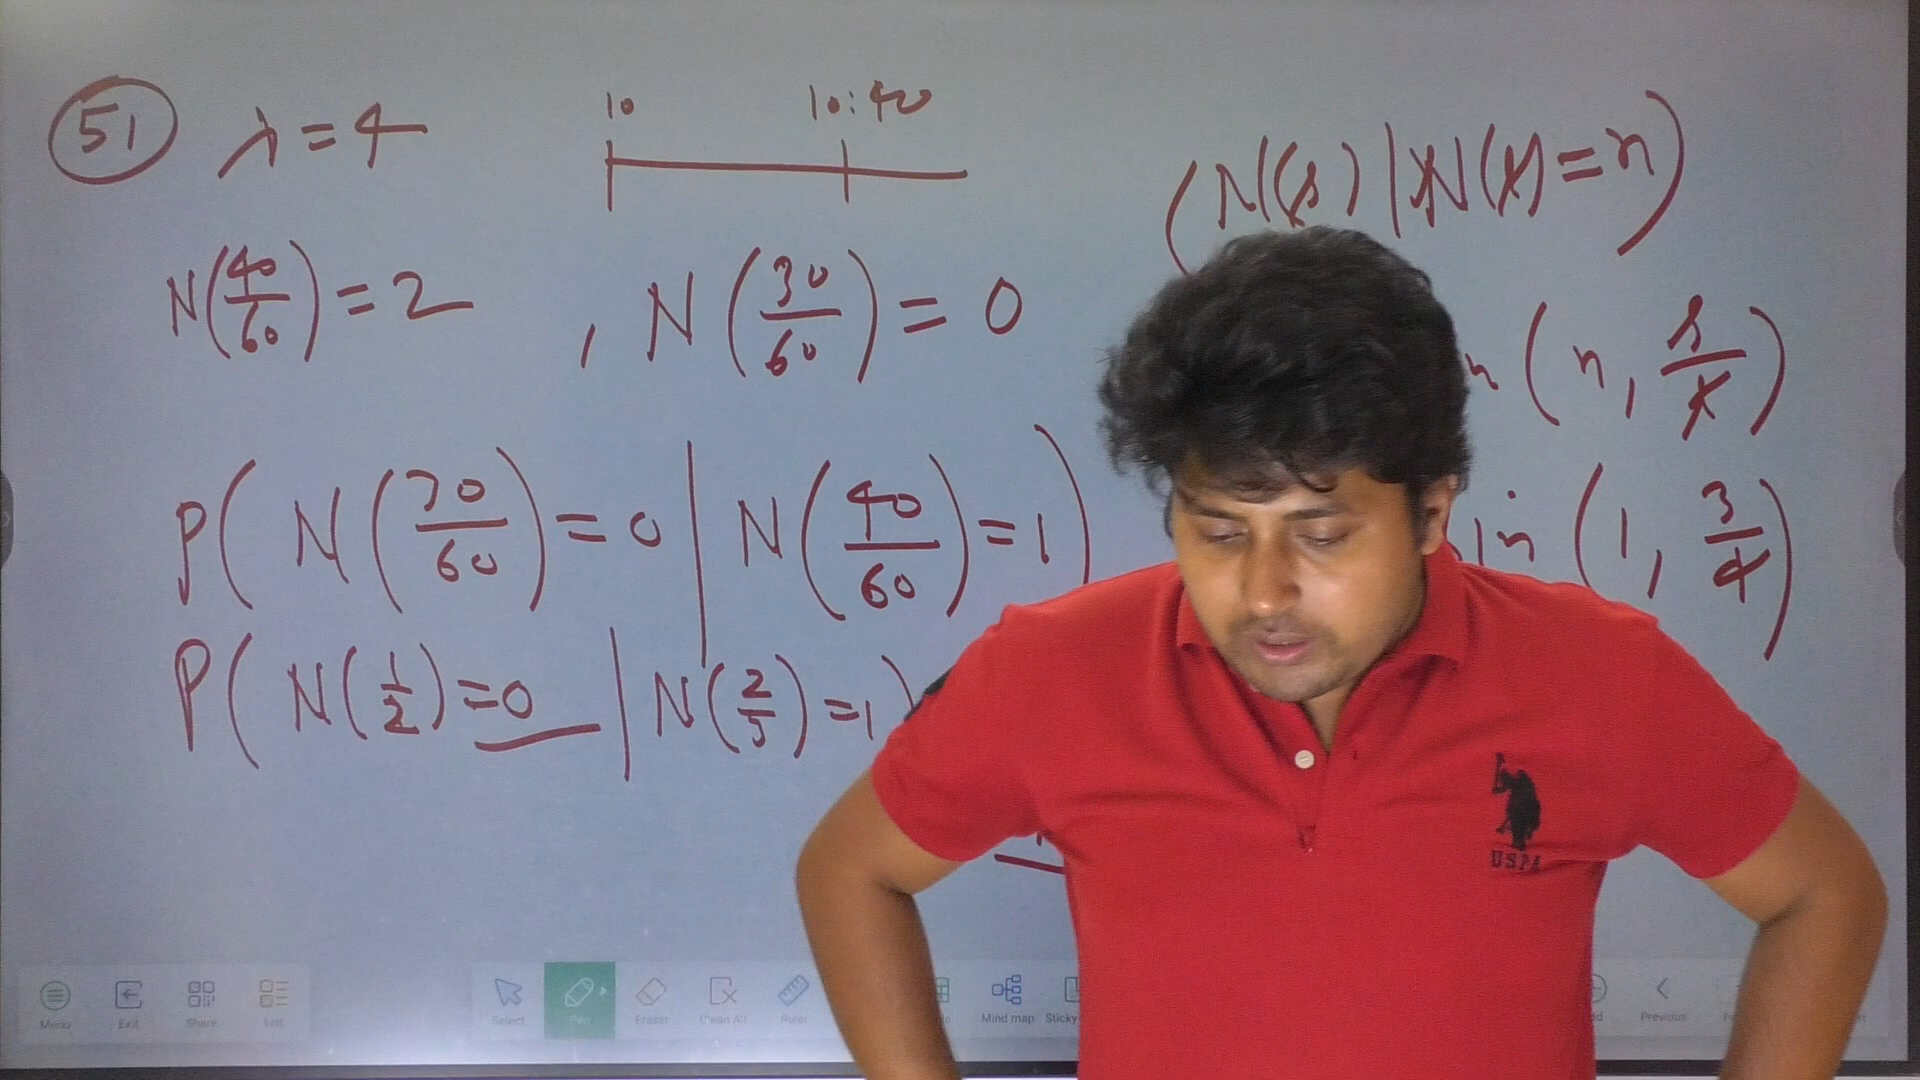 51 λ = 4
10 10:40
(N(s) | N(t) = n)
N(40/60) = 2 , N(30/60) = 0
(n, s/t)
P( N(30/60) = 0 | N(40/60) = 1)
in (1, 3/4)
P( N(1/2) = 0 | N(2/3) = 1)
USPA
Menu Exit Share List Select Pen Eraser Clean All Ruler Mind map Sticky Previous